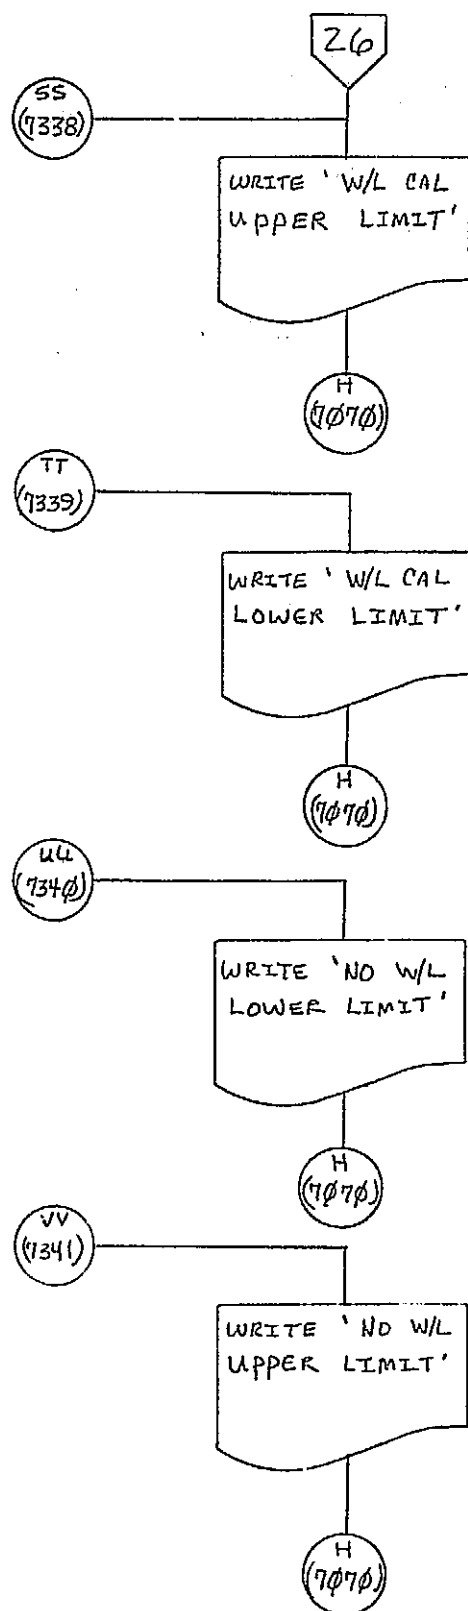 26
SS
(7338)
WRITE 'W/L CAL
UPPER LIMIT'
H
(7Ø7Ø)
TT
(7339)
WRITE 'W/L CAL
LOWER LIMIT'
H
(7Ø7Ø)
UU
(734Ø)
WRITE 'NO W/L
LOWER LIMIT'
H
(7Ø7Ø)
VV
(7341)
WRITE 'NO W/L
UPPER LIMIT'
H
(7Ø7Ø)